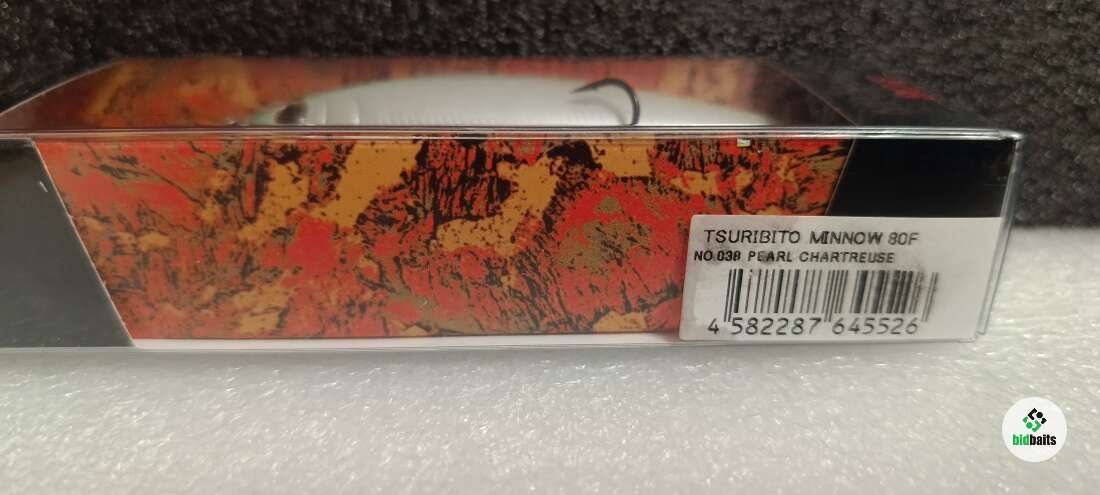 TSURIBITO MINNOW 80F
NO.038 PEARL CHARTREUSE
4 582287 645526
bidbaits